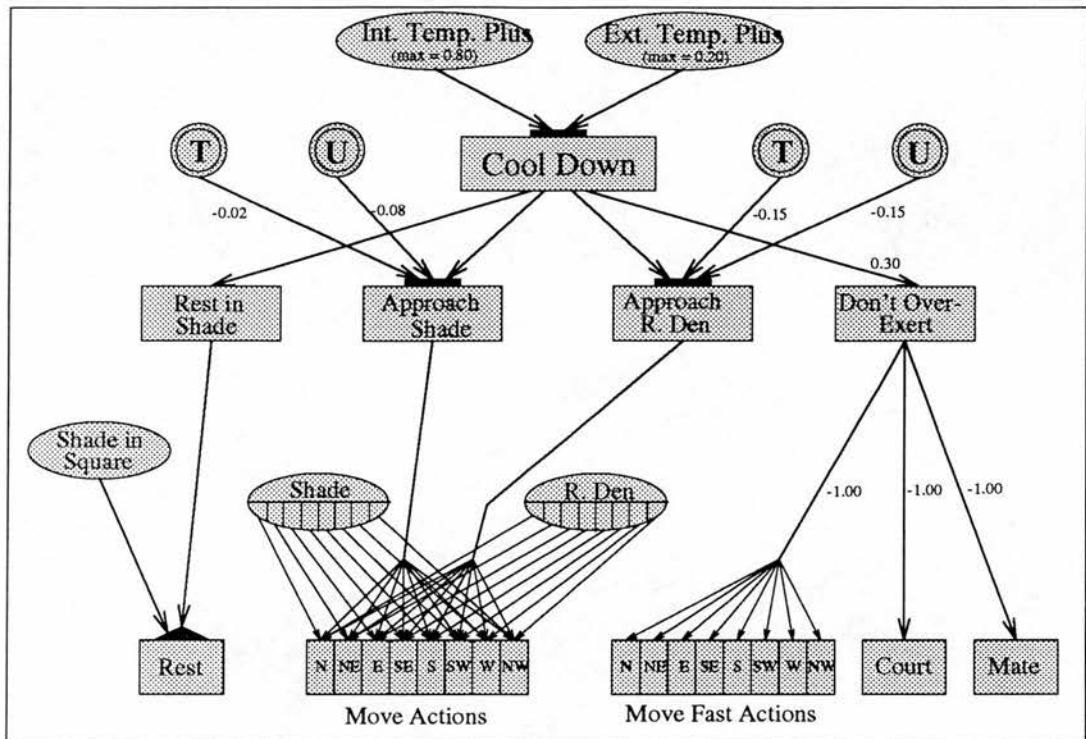 Int. Temp. Plus
(max = 0.80)
Ext. Temp. Plus
(max = 0.20)
T
U
Cool Down
T
U
-0.02
-0.08
-0.15
-0.15
0.30
Rest in
Shade
Approach
Shade
Approach
R. Den
Don't Over-
Exert
Shade in
Square
Shade
R. Den
-1.00
-1.00
-1.00
Rest
N NE E SE S SW W NW
N NE E SE S SW W NW
Court
Mate
Move Actions
Move Fast Actions